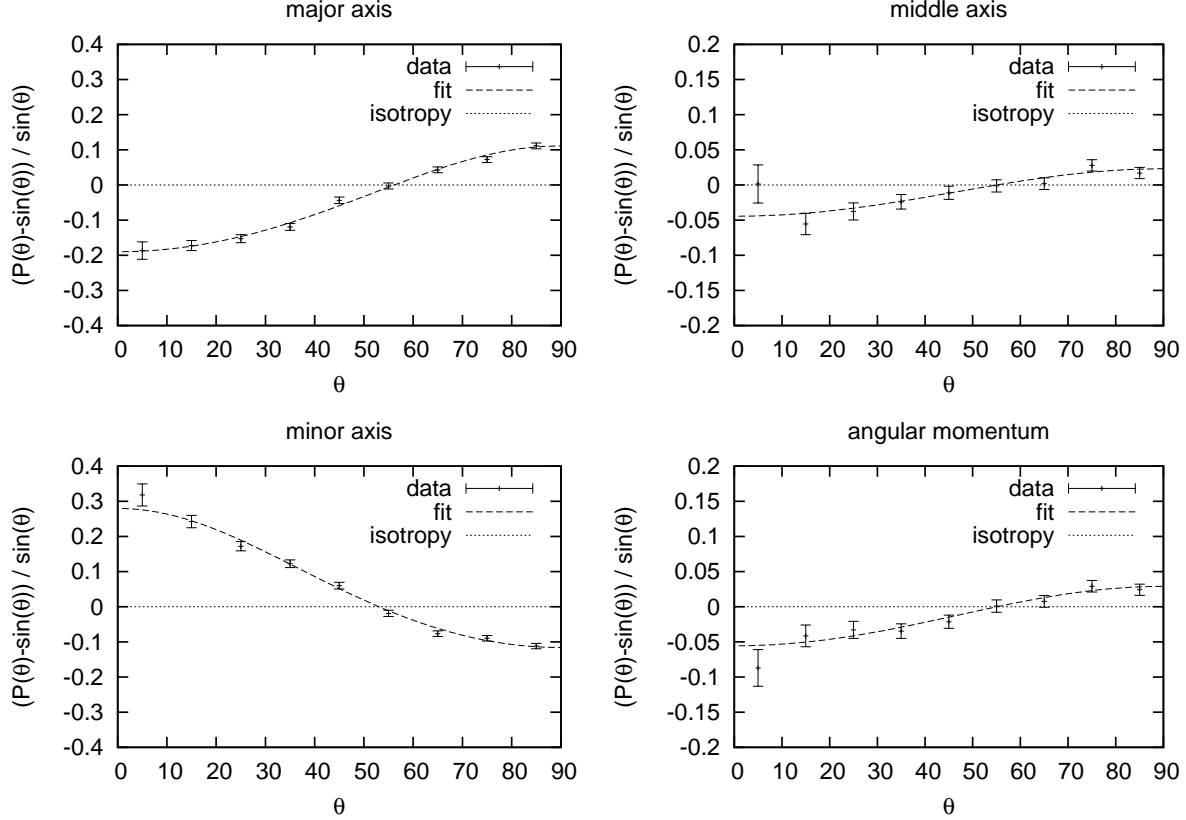 major axis
(P(θ)-sin(θ)) / sin(θ)
0.4
0.3
0.2
0.1
0
-0.1
-0.2
-0.3
-0.4
data
fit
isotropy
0 10 20 30 40 50 60 70 80 90
θ
middle axis
(P(θ)-sin(θ)) / sin(θ)
0.2
0.15
0.1
0.05
0
-0.05
-0.1
-0.15
-0.2
data
fit
isotropy
0 10 20 30 40 50 60 70 80 90
θ
minor axis
(P(θ)-sin(θ)) / sin(θ)
0.4
0.3
0.2
0.1
0
-0.1
-0.2
-0.3
-0.4
data
fit
isotropy
0 10 20 30 40 50 60 70 80 90
θ
angular momentum
(P(θ)-sin(θ)) / sin(θ)
0.2
0.15
0.1
0.05
0
-0.05
-0.1
-0.15
-0.2
data
fit
isotropy
0 10 20 30 40 50 60 70 80 90
θ